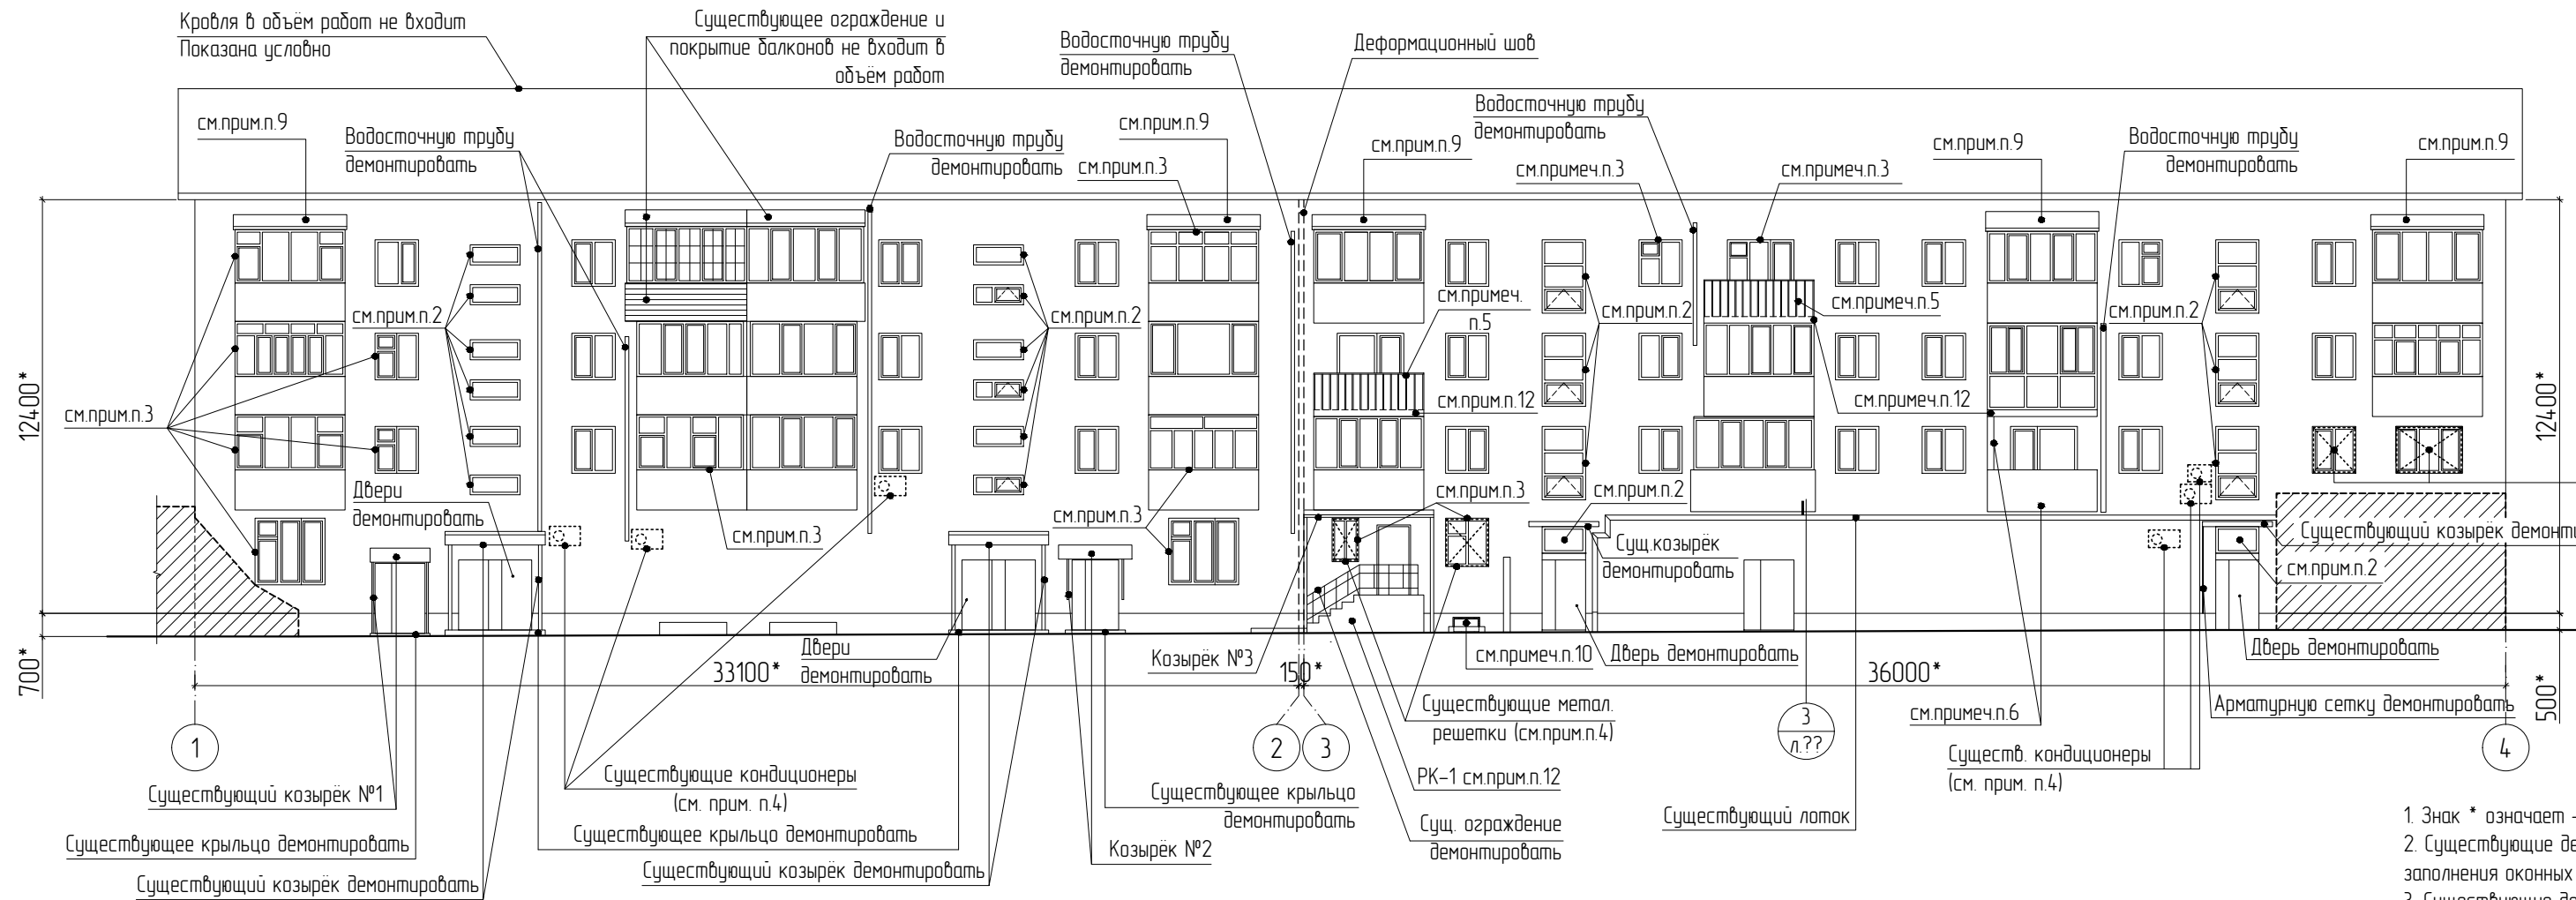 Кровля в объём работ не входит
Показана условно
Существующее ограждение и
покрытие балконов не входит в
объём работ
Водосточную трубу
демонтировать
Деформационный шов
Водосточную трубу
демонтировать
см.прим.п.9
Водосточную трубу
демонтировать
Водосточную трубу
демонтировать
см.прим.п.3
см.прим.п.9
см.прим.п.9
см.примеч.п.3
см.примеч.п.3
см.прим.п.9
Водосточную трубу
демонтировать
см.прим.п.9
см.прим.п.2
см.прим.п.2
см.примеч.
п.5
см.прим.п.2
см.примеч.п.5
см.прим.п.2
12400*
см.прим.п.3
см.прим.п.12
см.примеч.п.12
12400*
Двери
демонтировать
см.прим.п.3
см.прим.п.3
см.прим.п.3
см.прим.п.2
Сущ.козырёк
демонтировать
Существующий козырёк демонти
см.прим.п.2
700*
33100*
Двери
демонтировать
Козырёк №3
150*
см.примеч.п.10
Дверь демонтировать
36000*
Дверь демонтировать
500*
Существующие метал.
решетки (см.прим.п.4)
3
л.??
см.примеч.п.6
Арматурную сетку демонтировать
1
2
3
4
Существующий козырёк №1
Существующие кондиционеры
(см. прим. п.4)
Существующее крыльцо
демонтировать
РК-1 см.прим.п.12
Существ. кондиционеры
(см. прим. п.4)
Существующее крыльцо демонтировать
Существующее крыльцо демонтировать
Козырёк №2
Сущ. ограждение
демонтировать
Существующий лоток
Существующий козырёк демонтировать
Существующий козырёк демонтировать
1. Знак * означает -
2. Существующие де
заполнения оконных